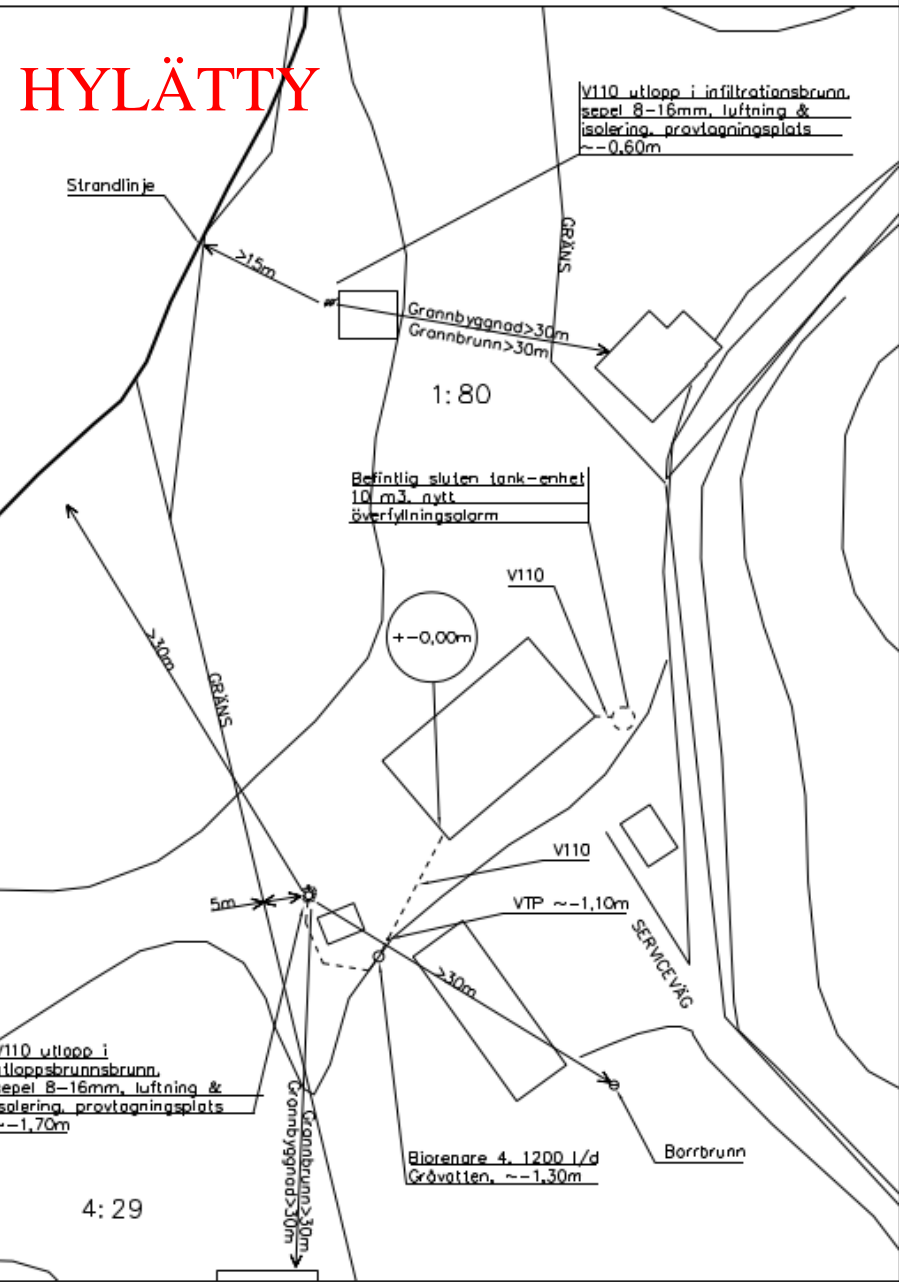 HYLÄTTY
V110 utlopp i infiltrationsbrunn,
sepel 8-16mm, luftning &
isolering, provtagningsplats
~-0,60m
Strandlinje
GRÄNS
>15m
Grannbyggnad>30m
Grannbrunn>30m
1:80
Befintlig sluten tank-enhet
10 m3, nytt
överfyllningsalarm
V110
+-0,00m
>30m
GRÄNS
V110
5m
VTP ~-1,10m
SERVICEVÄG
>30m
V110 utlopp i
utloppsbrunnsbrunn,
sepel 8-16mm, luftning &
isolering, provtagningsplats
~-1,70m
Grannbyggnad>30m
Grannbrunn>30m
Biorenare 4, 1200 l/d
Gråvatten, ~-1,30m
Borrbrunn
4:29